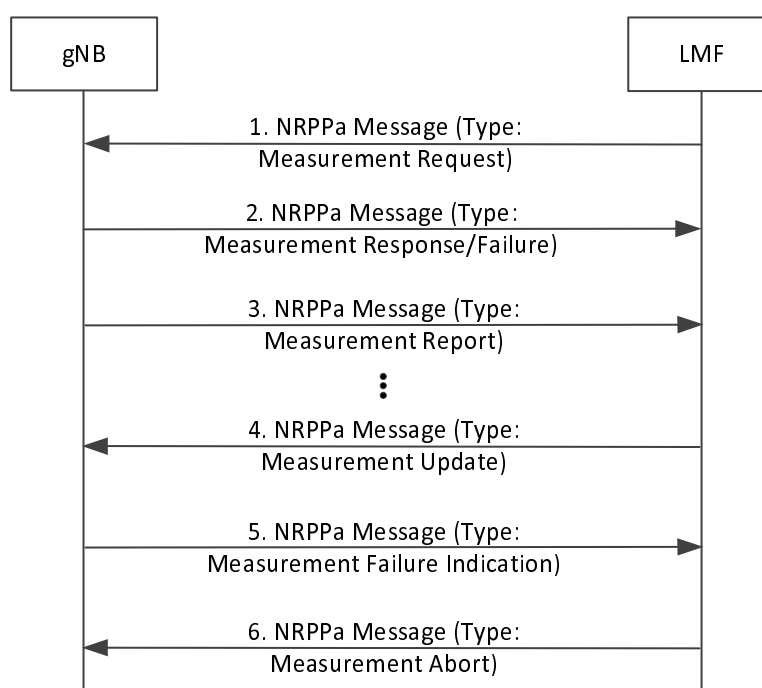 gNB
LMF
1. NRPPa Message (Type:
Measurement Request)
2. NRPPa Message (Type:
Measurement Response/Failure)
3. NRPPa Message (Type:
Measurement Report)
4. NRPPa Message (Type:
Measurement Update)
5. NRPPa Message (Type:
Measurement Failure Indication)
6. NRPPa Message (Type:
Measurement Abort)